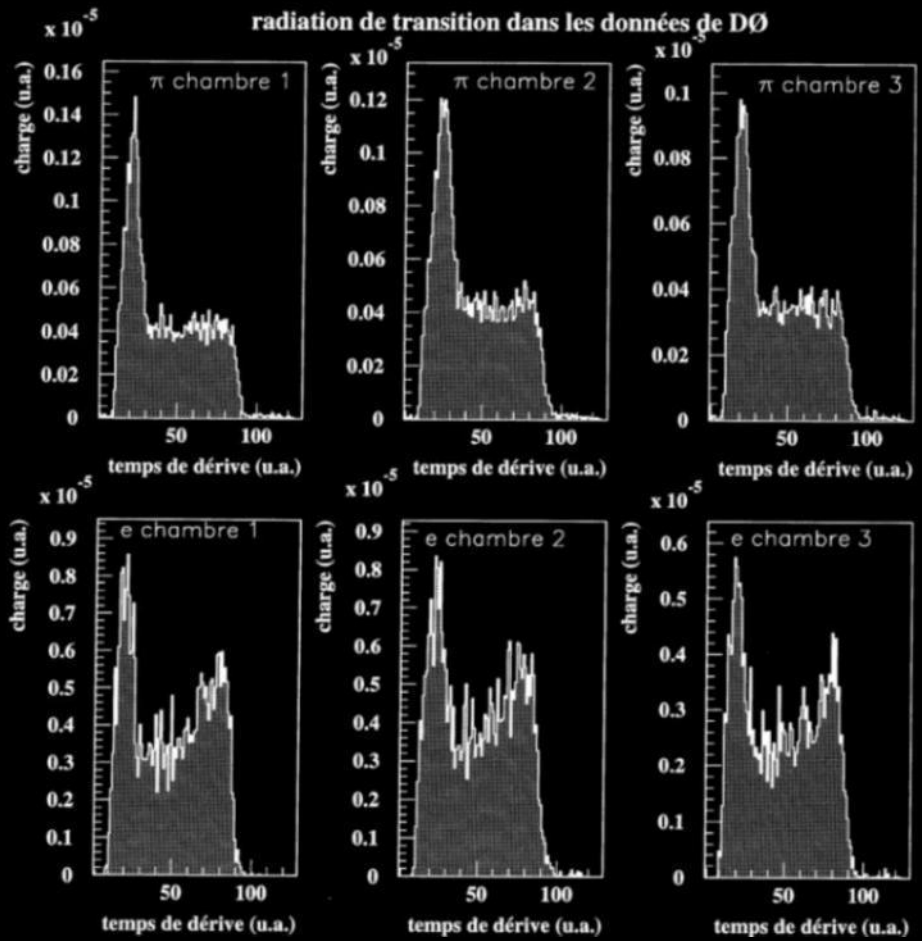 radiation de transition dans les données de DØ
x 10⁻⁵
x 10⁻⁵
x 10⁻⁵
charge (u.a.)
π chambre 1
0.16
0.14
0.12
0.1
0.08
0.06
0.04
0.02
0
50
100
temps de dérive (u.a.)
charge (u.a.)
π chambre 2
0.12
0.1
0.08
0.06
0.04
0.02
0
50
100
temps de dérive (u.a.)
charge (u.a.)
π chambre 3
0.1
0.08
0.06
0.04
0.02
0
50
100
temps de dérive (u.a.)
x 10⁻⁵
charge (u.a.)
e chambre 1
0.9
0.8
0.7
0.6
0.5
0.4
0.3
0.2
0.1
0
50
100
temps de dérive (u.a.)
x 10⁻⁵
charge (u.a.)
e chambre 2
0.9
0.8
0.7
0.6
0.5
0.4
0.3
0.2
0.1
0
50
100
temps de dérive (u.a.)
x 10⁻⁵
charge (u.a.)
e chambre 3
0.6
0.5
0.4
0.3
0.2
0.1
0
50
100
temps de dérive (u.a.)